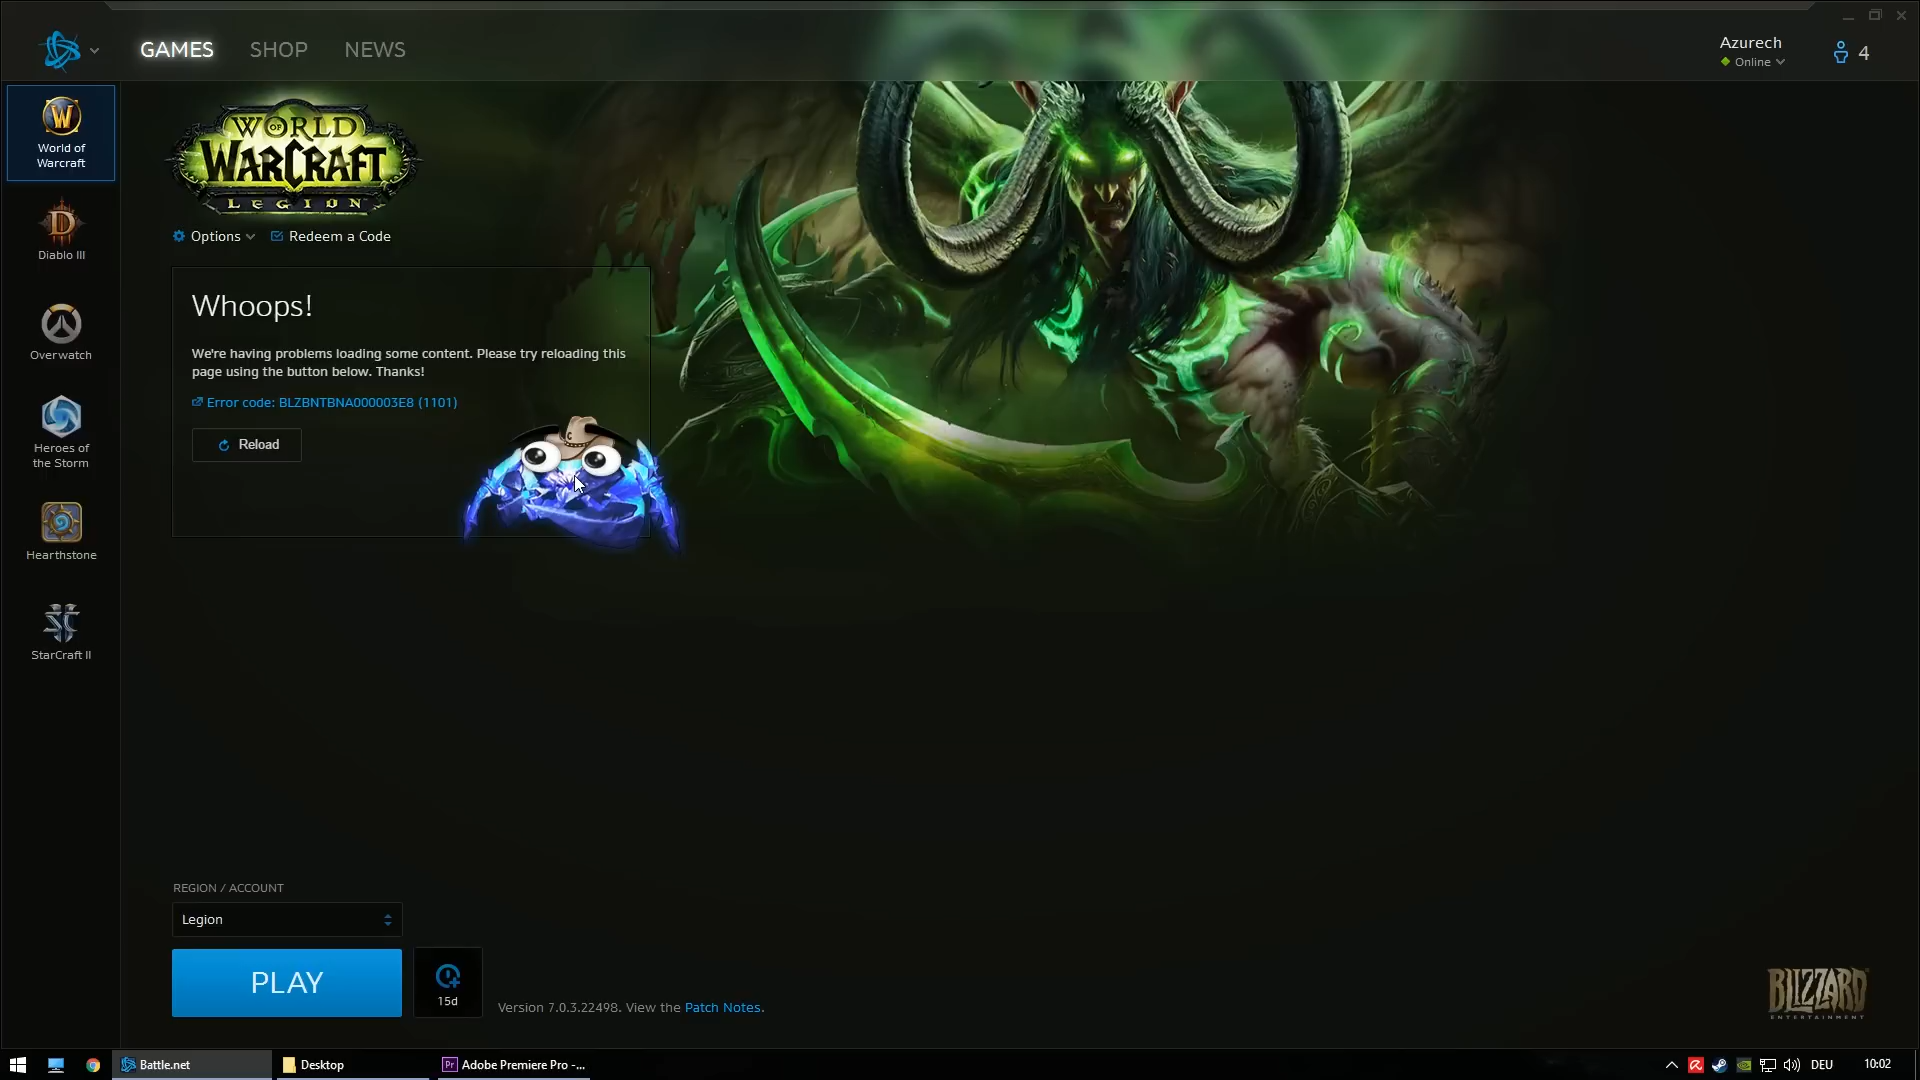 GAMES SHOP NEWS
Azurech
Online
4
World of
Warcraft
Diablo III
Overwatch
Heroes of
the Storm
Hearthstone
StarCraft II
WORLD
OF
WARCRAFT
LEGION
Options Redeem a Code
Whoops!
We're having problems loading some content. Please try reloading this
page using the button below. Thanks!
Error code: BLZBNTBNA000003E8 (1101)
Reload
REGION / ACCOUNT
Legion
PLAY
15d
Version 7.0.3.22498. View the Patch Notes.
BLIZZARD
ENTERTAINMENT
Battle.net
Desktop
Pr Adobe Premiere Pro -...
DEU
10:02